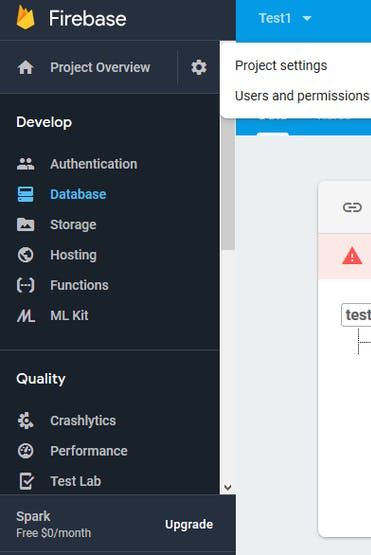 Firebase
Test1
Project Overview
Project settings
Users and permissions
Develop
Authentication
Database
Storage
Hosting
Functions
ML Kit
test
Quality
Crashlytics
Performance
Test Lab
Spark
Free $0/month
Upgrade